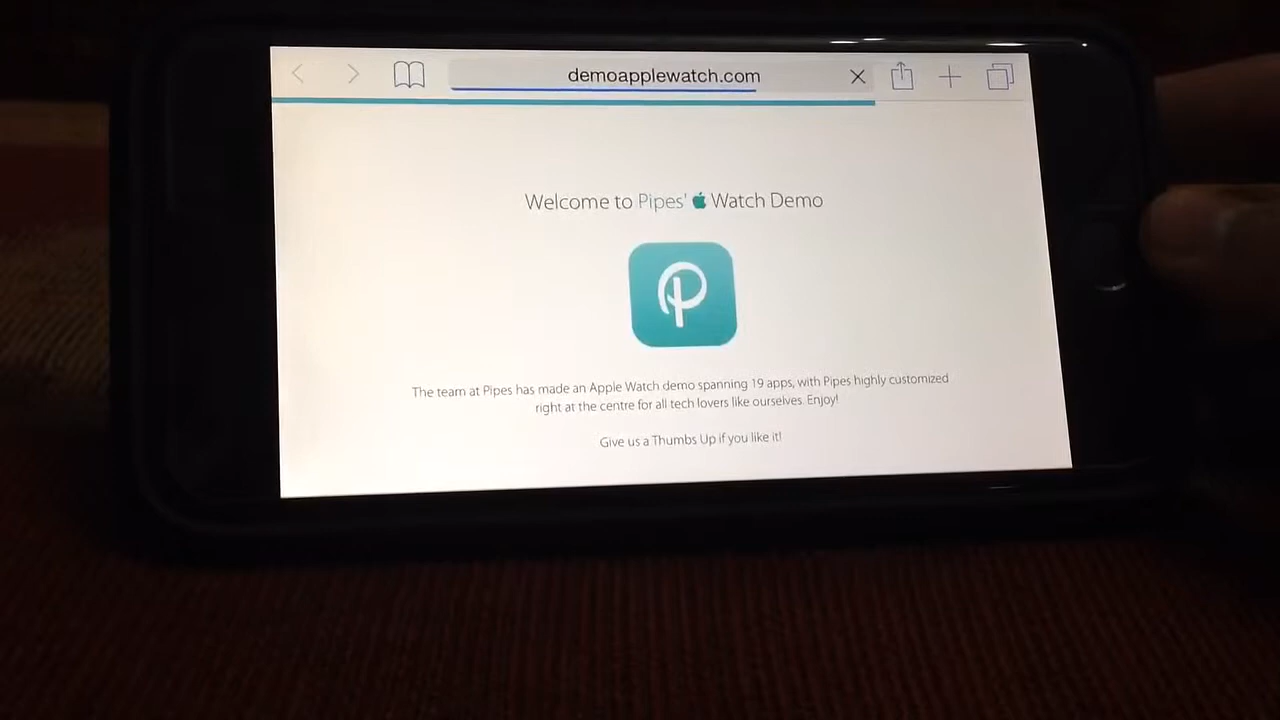 demoapplewatch.com
Welcome to Pipes' Watch Demo
P
The team at Pipes has made an Apple Watch demo spanning 19 apps, with Pipes highly customized
right at the centre for all tech lovers like ourselves. Enjoy!
Give us a Thumbs Up if you like it!